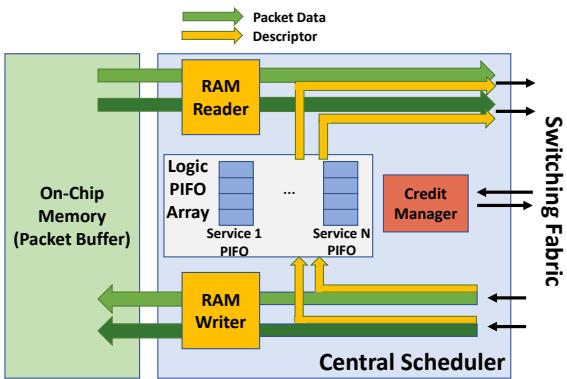 Packet Data
Descriptor
RAM
Reader
Logic
PIFO
Array
...
Service 1
PIFO
Service N
PIFO
On-Chip
Memory
(Packet Buffer)
Credit
Manager
Switching Fabric
RAM
Writer
Central Scheduler